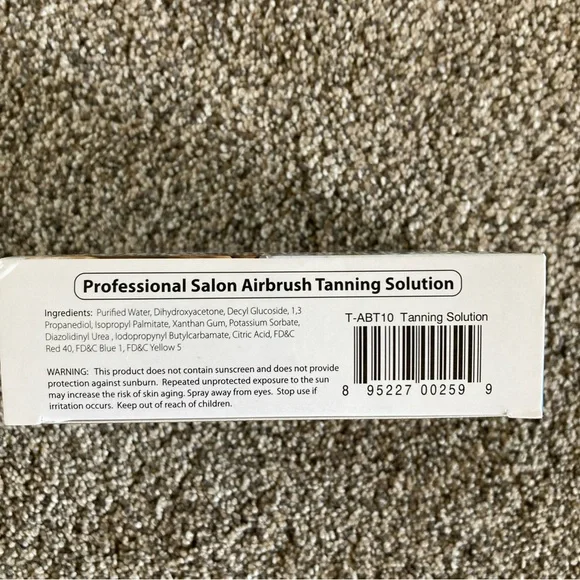 Professional Salon Airbrush Tanning Solution
Ingredients: Purified Water, Dihydroxyacetone, Decyl Glucoside, 1,3
Propanediol, Isopropyl Palmitate, Xanthan Gum, Potassium Sorbate,
Diazolidinyl Urea , Iodopropynyl Butylcarbamate, Citric Acid, FD&C
Red 40, FD&C Blue 1, FD&C Yellow 5
WARNING: This product does not contain sunscreen and does not provide
protection against sunburn. Repeated unprotected exposure to the sun
may increase the risk of skin aging. Spray away from eyes. Stop use if
irritation occurs. Keep out of reach of children.
T-ABT10 Tanning Solution
8 95227 00259 9